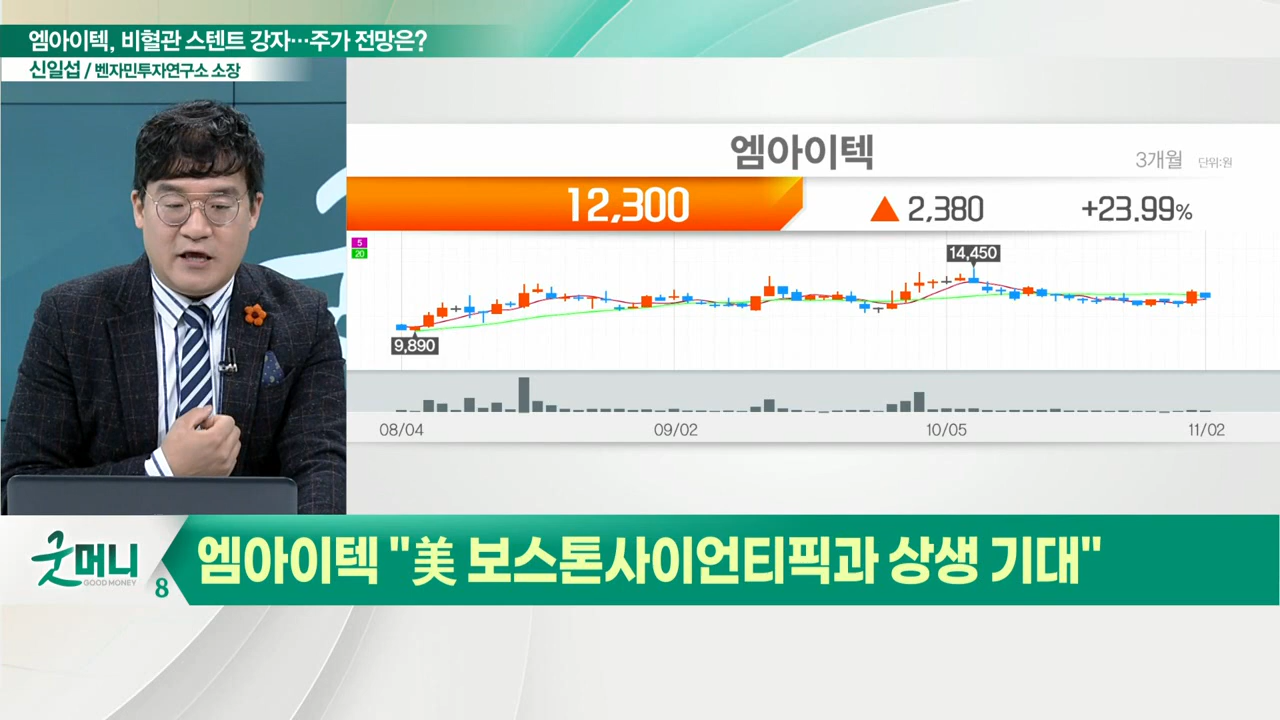 엠아이텍, 비혈관 스텐트 강자…주가 전망은?
신일섭 / 벤자민투자연구소 소장
엠아이텍
3개월 단위:원
12,300 ▲ 2,380 +23.99%
5
20
14,450
9,890
08/04 09/02 10/05 11/02
굿머니
GOOD MONEY
8
엠아이텍 "美 보스톤사이언티픽과 상생 기대"